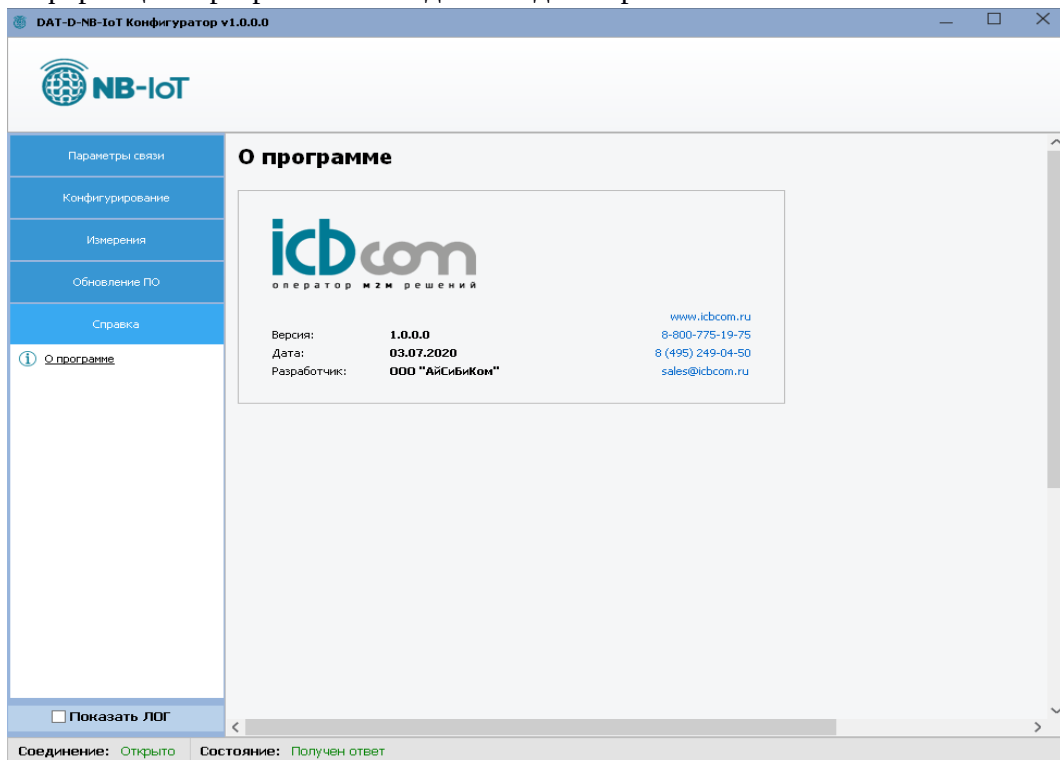 DAT-D-NB-IoT Конфигуратор v1.0.0.0
NB-IoT
Параметры связи
Конфигурирование
Измерения
Обновление ПО
Справка
О программе
О программе
icbcom
оператор м2м решений
www.icbcom.ru
Версия: 1.0.0.0 8-800-775-19-75
Дата: 03.07.2020 8 (495) 249-04-50
Разработчик: ООО "АйСиБиКом" sales@icbcom.ru
Показать ЛОГ
Соединение: Открыто Состояние: Получен ответ